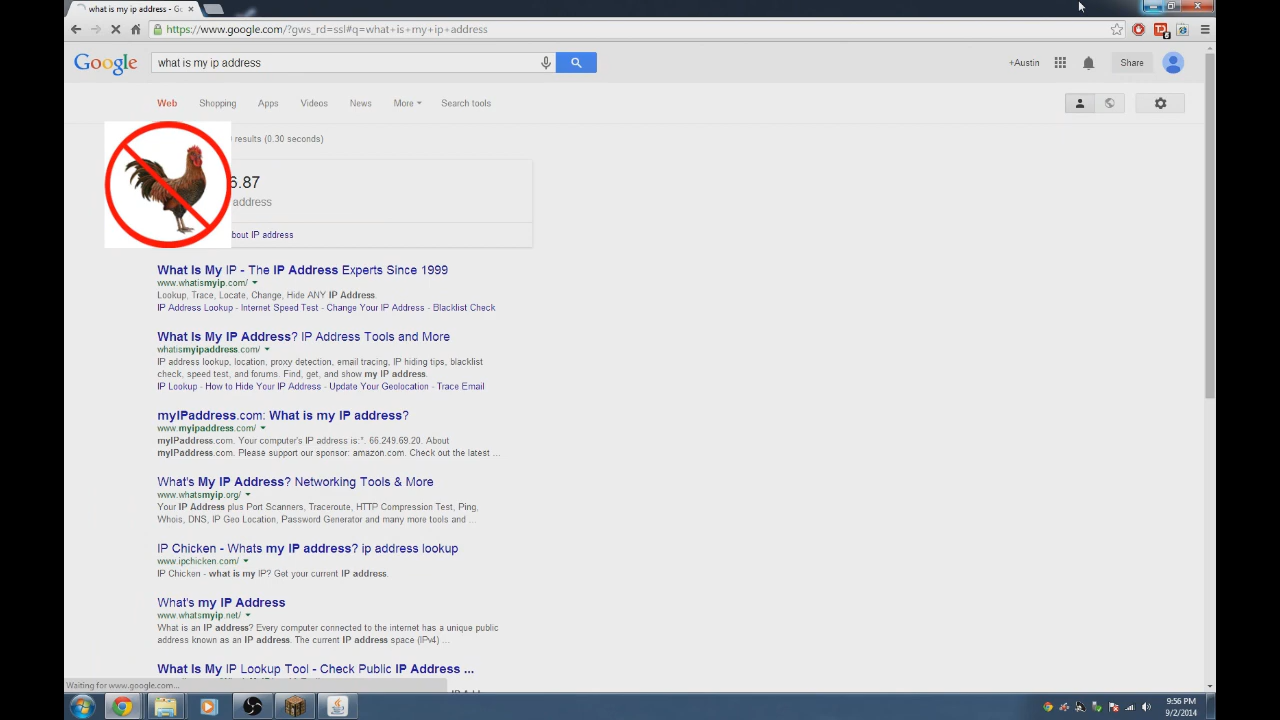 what is my ip address - Go
https://www.google.com/?gws_rd=ssl#q=what+is+my+ip+address
Google
what is my ip address
+Austin
Share
Web Shopping Apps Videos News More Search tools
results (0.30 seconds)
6.87
address
bout IP address
What Is My IP - The IP Address Experts Since 1999
www.whatismyip.com/
Lookup, Trace, Locate, Change, Hide ANY IP Address.
IP Address Lookup - Internet Speed Test - Change Your IP Address - Blacklist Check
What Is My IP Address? IP Address Tools and More
whatismyipaddress.com/
IP address lookup, location, proxy detection, email tracing, IP hiding tips, blacklist
check, speed test, and forums. Find, get, and show my IP address.
IP Lookup - How to Hide Your IP Address - Update Your Geolocation - Trace Email
myIPaddress.com: What is my IP address?
www.myipaddress.com/
myIPaddress.com. Your computer's IP address is:*. 66.249.69.20. About
myIPaddress.com. Please support our sponsor: amazon.com. Check out the latest ...
What's My IP Address? Networking Tools & More
www.whatsmyip.org/
Your IP Address plus Port Scanners, Traceroute, HTTP Compression Test, Ping,
Whois, DNS, IP Geo Location, Password Generator and many more tools and ...
IP Chicken - Whats my IP address? ip address lookup
www.ipchicken.com/
IP Chicken - what is my IP? Get your current IP address.
What's my IP Address
www.whatsmyip.net/
What is an IP address? Every computer connected to the internet has a unique public
address known as an IP address. The current IP address space (IPv4) ...
What Is My IP Lookup Tool - Check Public IP Address ...
Waiting for www.google.com...
9:56 PM
9/2/2014